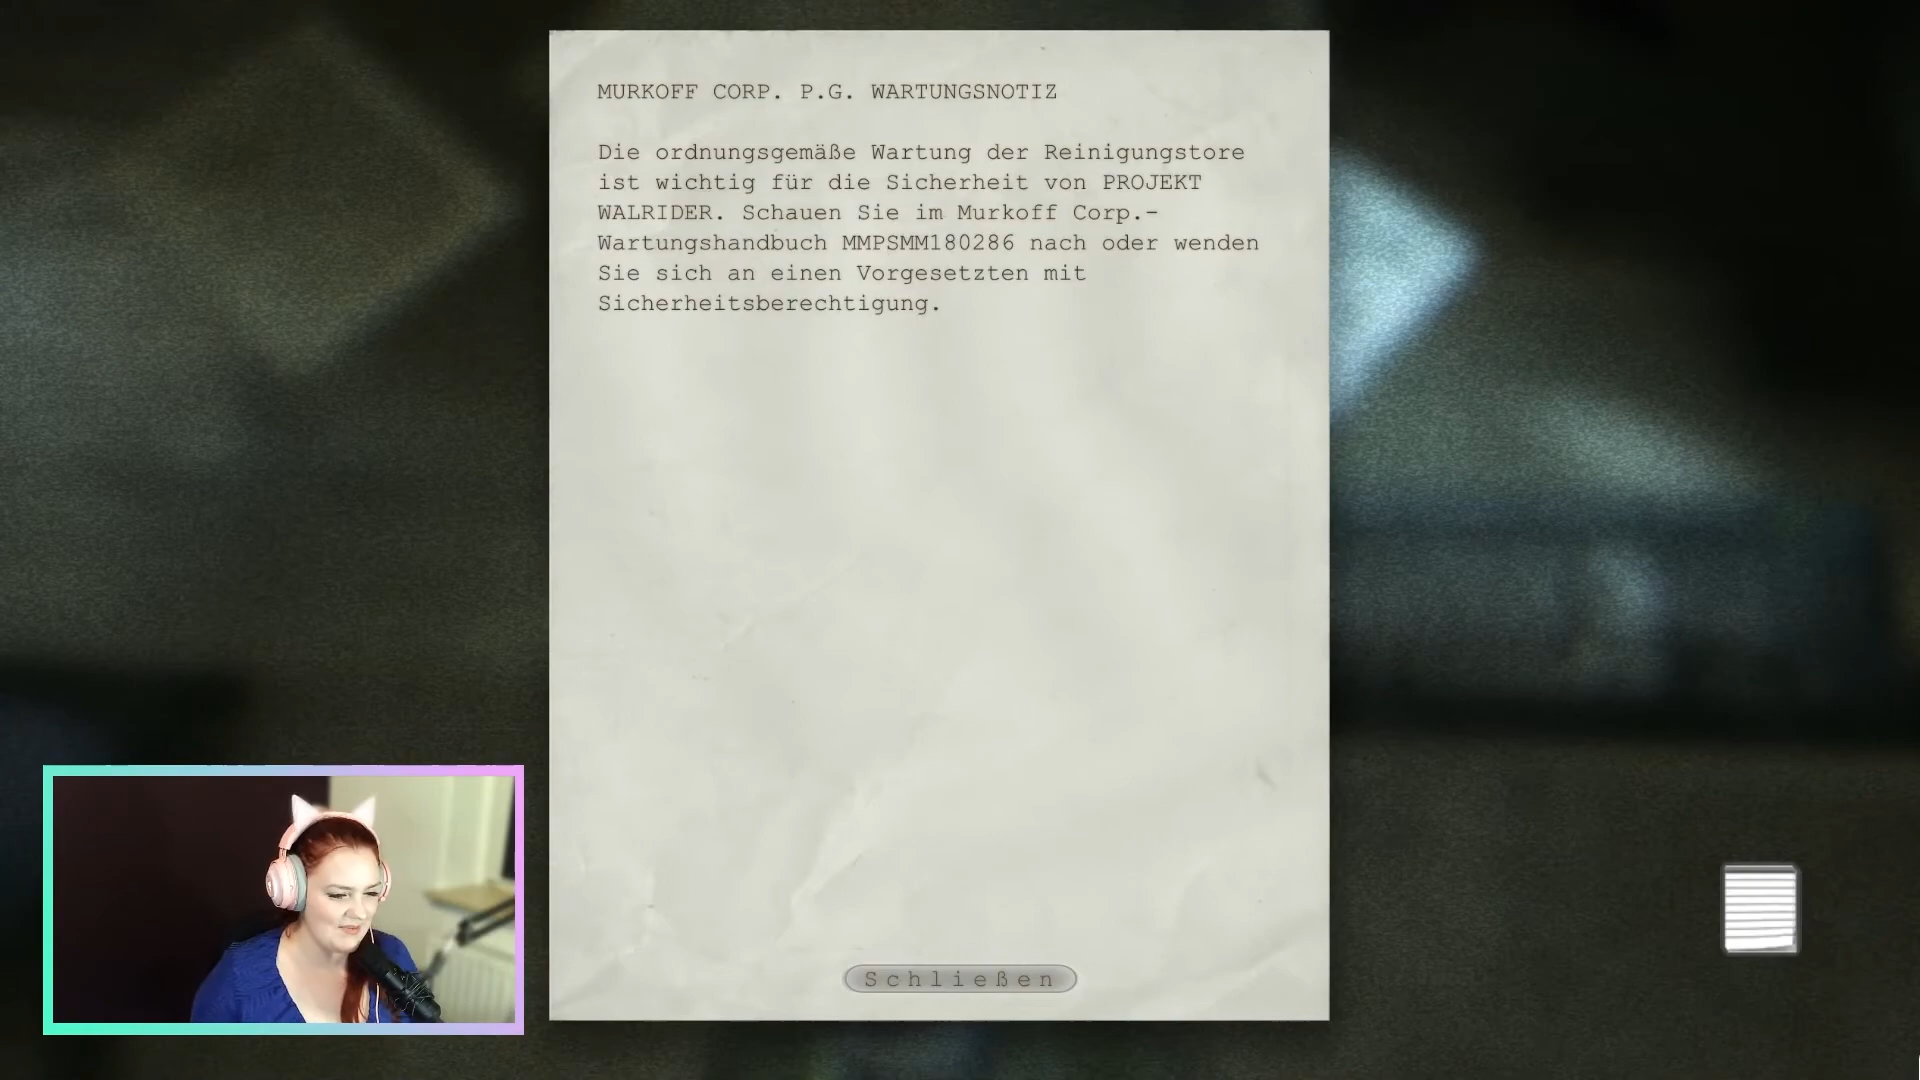 MURKOFF CORP. P.G. WARTUNGSNOTIZ
Die ordnungsgemäße Wartung der Reinigungstore
ist wichtig für die Sicherheit von PROJEKT
WALRIDER. Schauen Sie im Murkoff Corp.-
Wartungshandbuch MMPSMM180286 nach oder wenden
Sie sich an einen Vorgesetzten mit
Sicherheitsberechtigung.
Schließen